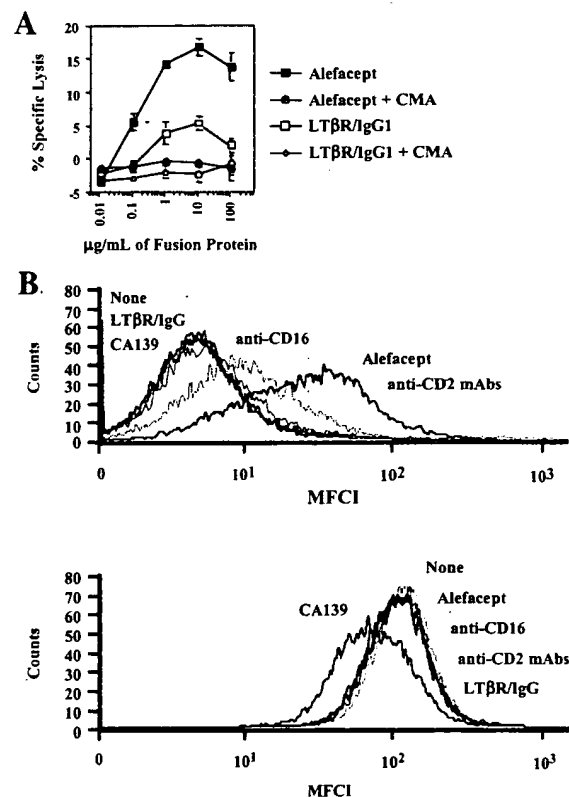 A
20
15
10
5
0
-5
% Specific Lysis
0.01
0.1
1
10
100
µg/mL of Fusion Protein
Alefacept
Alefacept + CMA
LTβR/IgG1
LTβR/IgG1 + CMA
B.
80
70
60
50
40
30
20
10
0
Counts
None
LTβR/IgG
CA139
anti-CD16
Alefacept
anti-CD2 mAbs
0
10¹
10²
10³
MFCI
80
70
60
50
40
30
20
10
0
Counts
CA139
None
Alefacept
anti-CD16
anti-CD2 mAbs
LTβR/IgG
0
10¹
10²
10³
MFCI